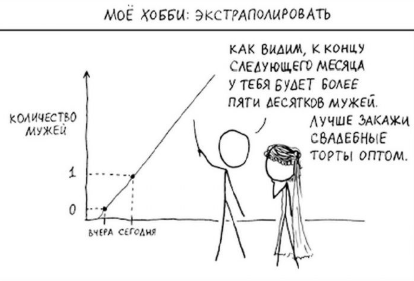 МОЁ ХОББИ: ЭКСТРАПОЛИРОВАТЬ
КАК ВИДИМ, К КОНЦУ
СЛЕДУЮЩЕГО МЕСЯЦА
У ТЕБЯ БУДЕТ БОЛЕЕ
ПЯТИ ДЕСЯТКОВ МУЖЕЙ.
ЛУЧШЕ ЗАКАЖИ
СВАДЕБНЫЕ
ТОРТЫ ОПТОМ.
КОЛИЧЕСТВО
МУЖЕЙ
1
0
ВЧЕРА СЕГОДНЯ